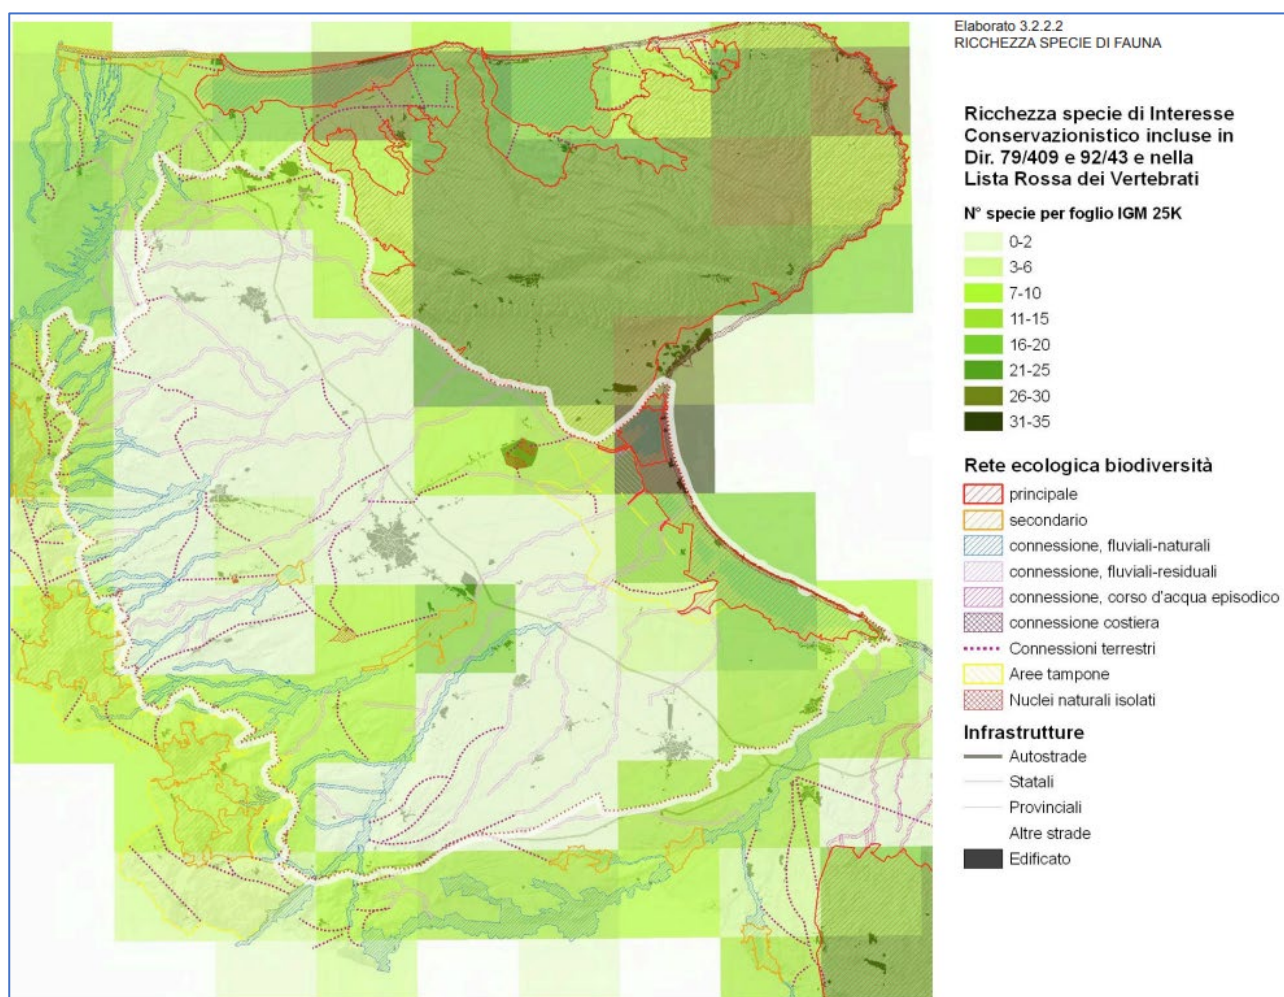 Elaborato 3.2.2.2
RICCHEZZA SPECIE DI FAUNA
Ricchezza specie di Interesse
Conservazionistico incluse in
Dir. 79/409 e 92/43 e nella
Lista Rossa dei Vertebrati
N° specie per foglio IGM 25K
0-2
3-6
7-10
11-15
16-20
21-25
26-30
31-35
Rete ecologica biodiversità
principale
secondario
connessione, fluviali-naturali
connessione, fluviali-residuali
connessione, corso d'acqua episodico
connessione costiera
Connessioni terrestri
Aree tampone
Nuclei naturali isolati
Infrastrutture
Autostrade
Statali
Provinciali
Altre strade
Edificato